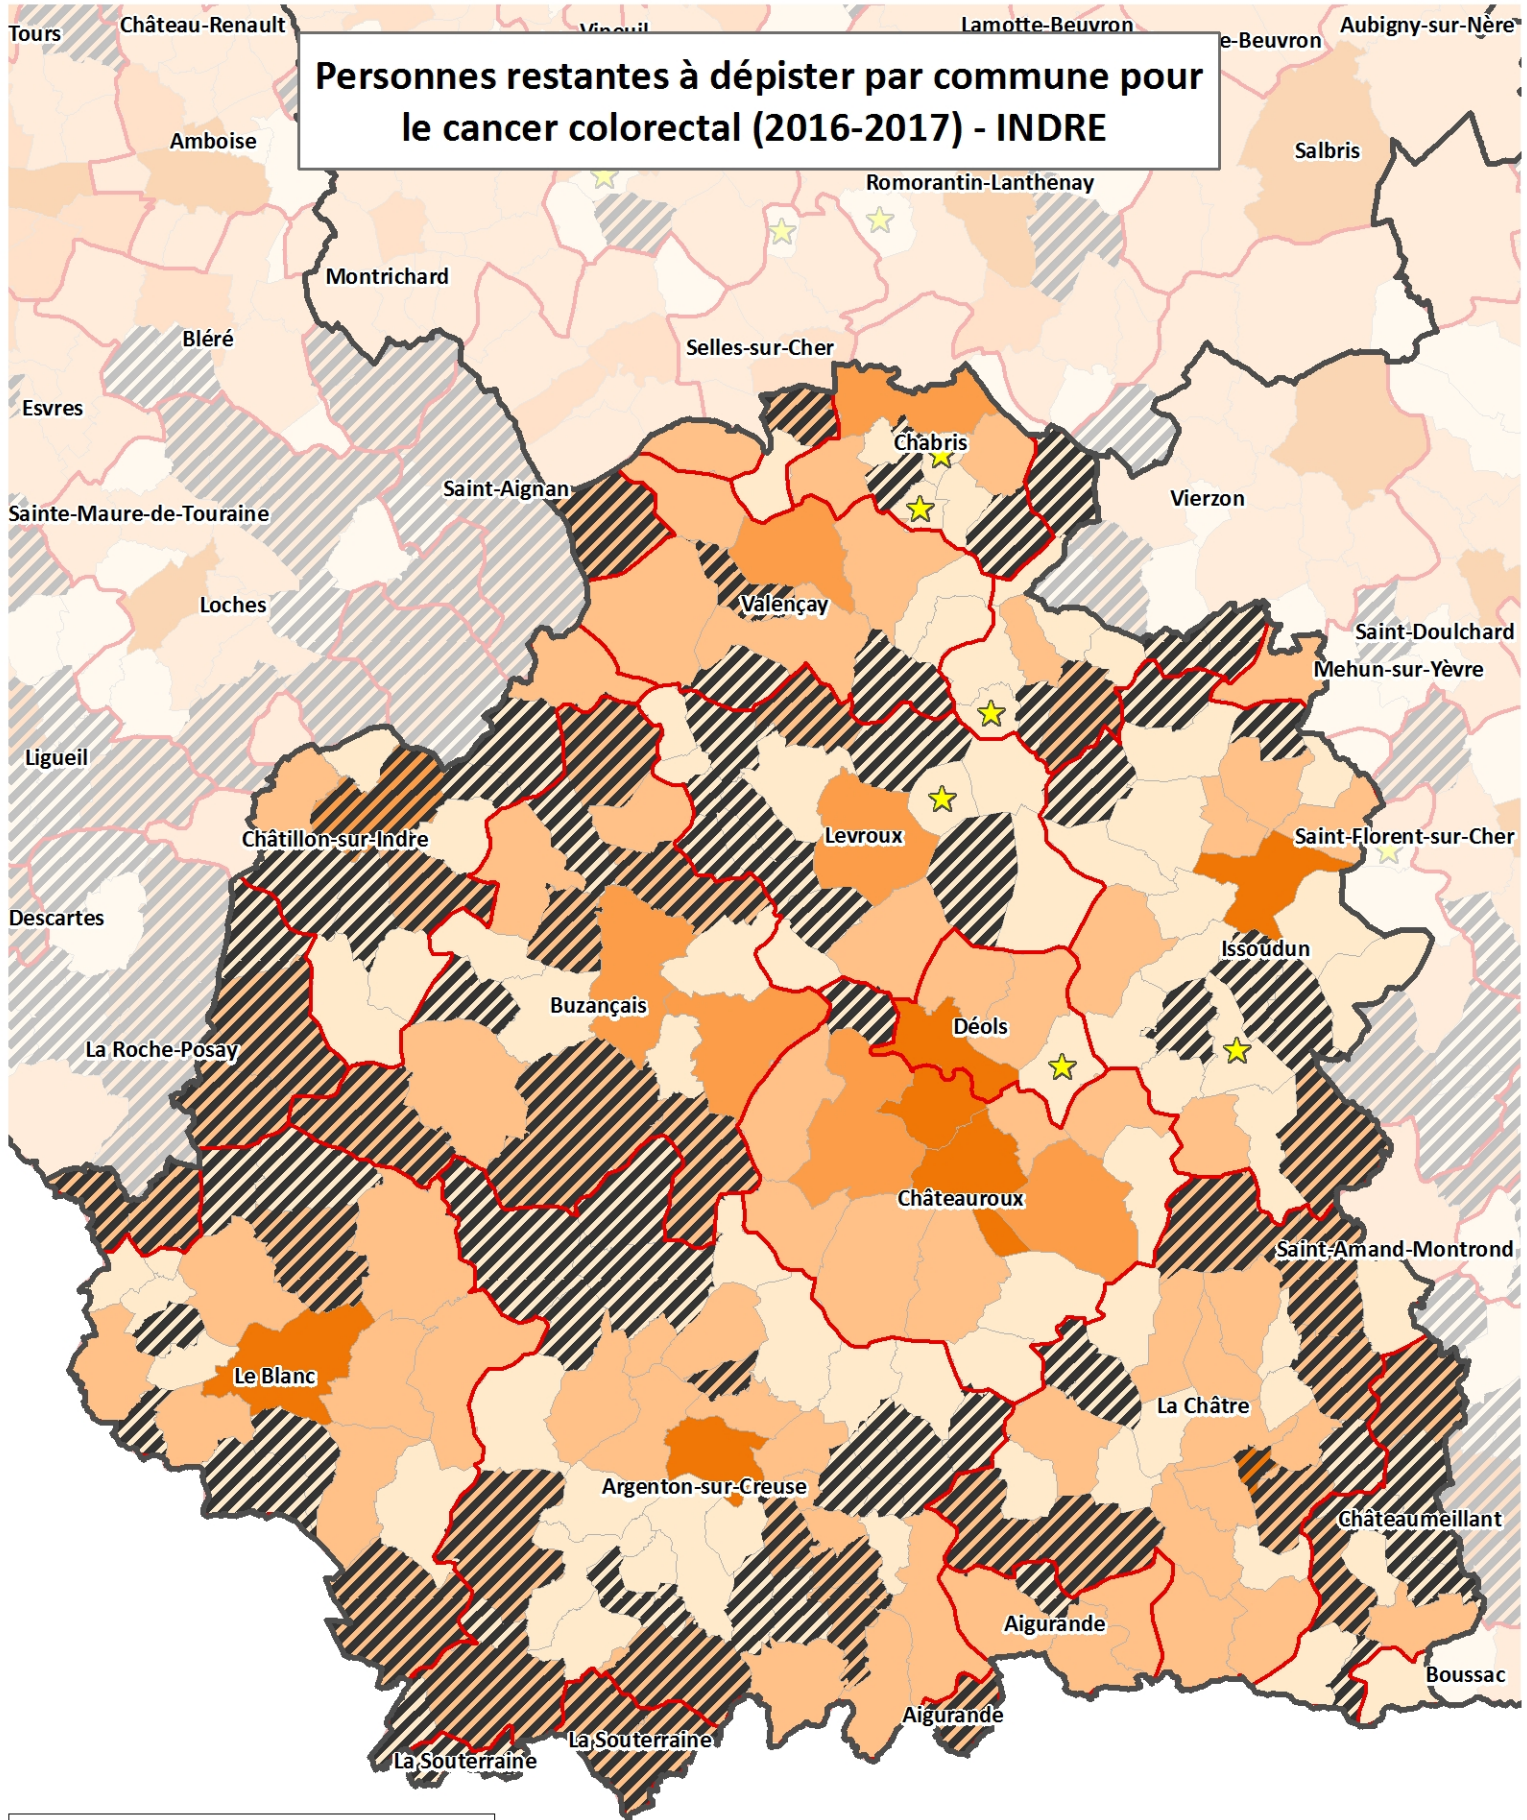 Tours
Château-Renault
Vineuil
Lamotte-Beuvron
e-Beuvron
Aubigny-sur-Nère
Personnes restantes à dépister par commune pour
le cancer colorectal (2016-2017) - INDRE
Amboise
Salbris
Romorantin-Lanthenay
Montrichard
Bléré
Selles-sur-Cher
Esvres
Chabris
Saint-Aignan
Vierzon
Sainte-Maure-de-Touraine
Loches
Valençay
Saint-Doulchard
Mehun-sur-Yèvre
Ligueil
Châtillon-sur-Indre
Levroux
Saint-Florent-sur-Cher
Descartes
Issoudun
Buzançais
Déols
La Roche-Posay
Châteauroux
Saint-Amand-Montrond
Le Blanc
La Châtre
Argenton-sur-Creuse
Châteaumeillant
Aigurande
Boussac
Aigurande
La Souterraine
La Souterraine